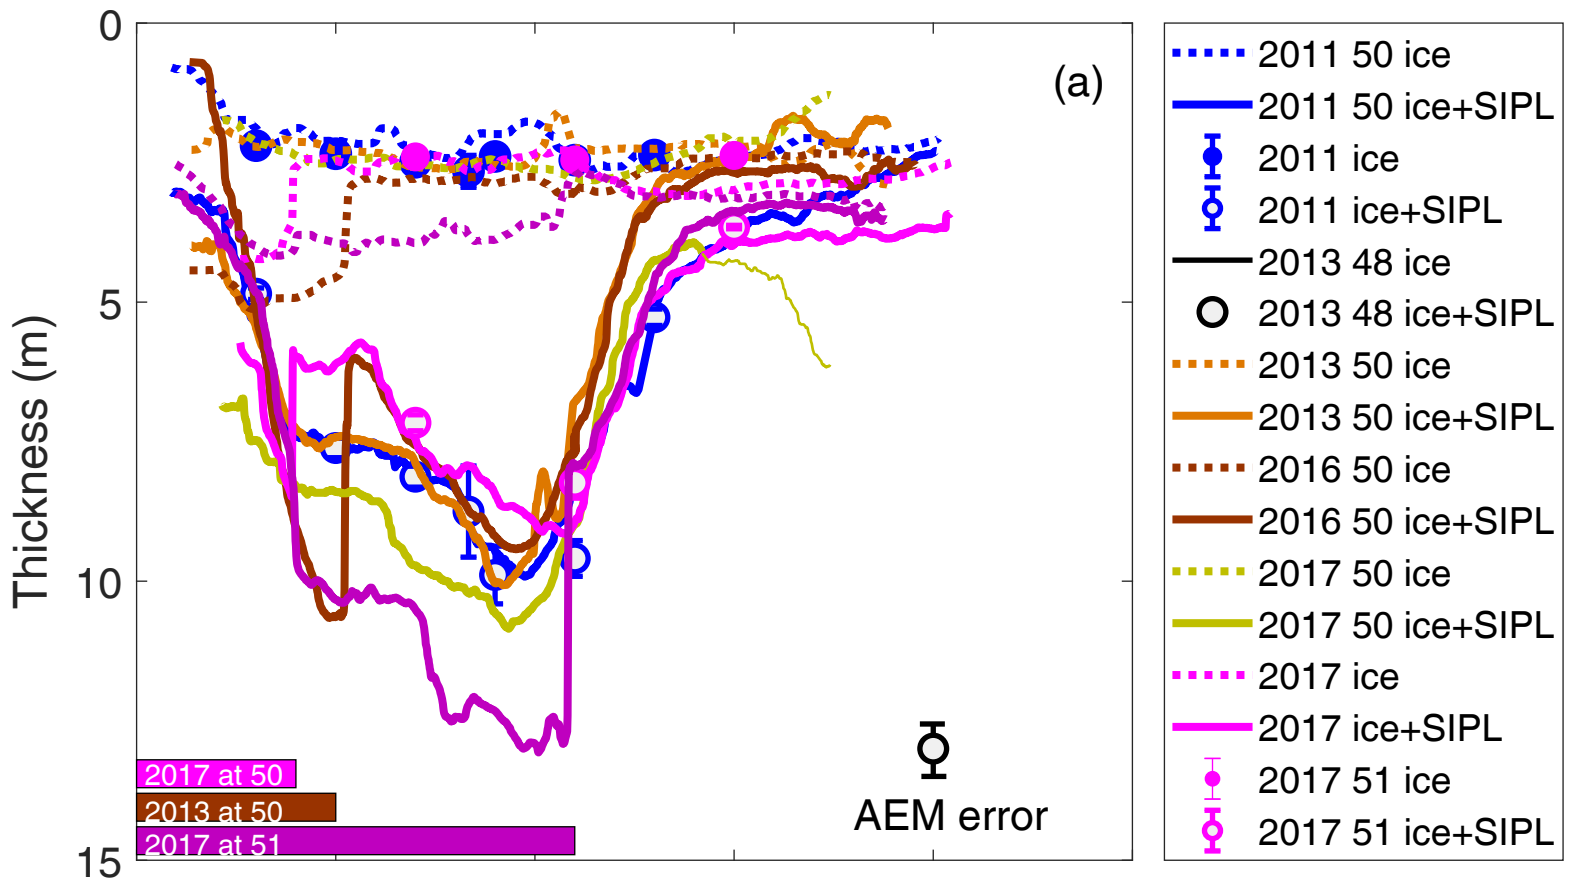 0
5
10
15
Thickness (m)
(a)
2017 at 50
2013 at 50
2017 at 51
AEM error
2011 50 ice
2011 50 ice+SIPL
2011 ice
2011 ice+SIPL
2013 48 ice
2013 48 ice+SIPL
2013 50 ice
2013 50 ice+SIPL
2016 50 ice
2016 50 ice+SIPL
2017 50 ice
2017 50 ice+SIPL
2017 ice
2017 ice+SIPL
2017 51 ice
2017 51 ice+SIPL